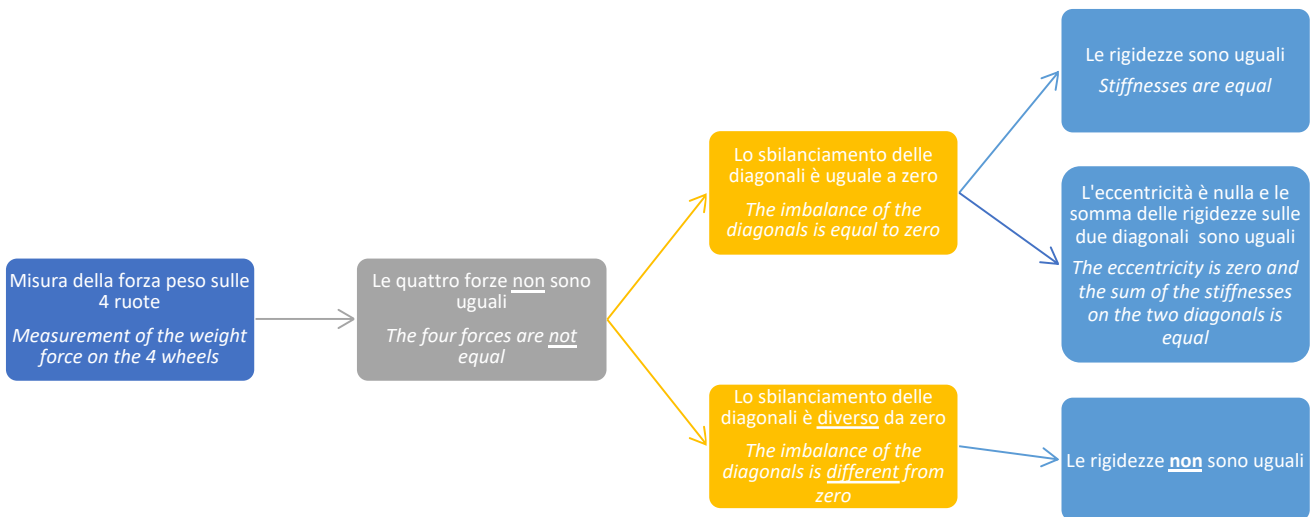 Misura della forza peso sulle
4 ruote
Measurement of the weight
force on the 4 wheels
Le quattro forze non sono
uguali
The four forces are not
equal
Lo sbilanciamento delle
diagonali è uguale a zero
The imbalance of the
diagonals is equal to zero
Lo sbilanciamento delle
diagonali è diverso da zero
The imbalance of the
diagonals is different from
zero
Le rigidezze sono uguali
Stiffnesses are equal
L'eccentricità è nulla e le
somma delle rigidezze sulle
due diagonali sono uguali
The eccentricity is zero and
the sum of the stiffnesses
on the two diagonals is
equal
Le rigidezze non sono uguali